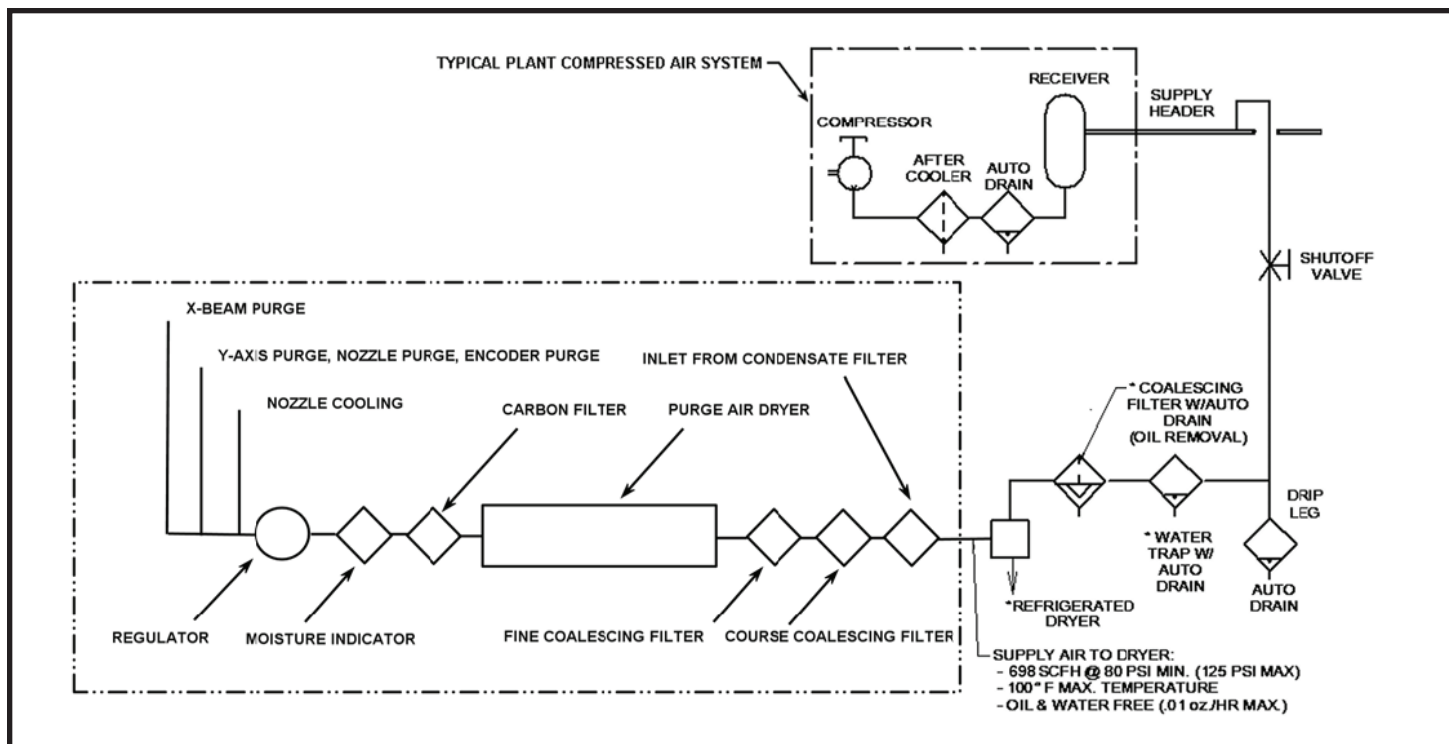 TYPICAL PLANT COMPRESSED AIR SYSTEM
RECEIVER
COMPRESSOR
AFTER
COOLER
AUTO
DRAIN
SUPPLY
HEADER
SHUTOFF
VALVE
X-BEAM PURGE
Y-AXIS PURGE, NOZZLE PURGE, ENCODER PURGE
NOZZLE COOLING
CARBON FILTER
PURGE AIR DRYER
INLET FROM CONDENSATE FILTER
* COALESCING
FILTER W/AUTO
DRAIN
(OIL REMOVAL)
DRIP
LEG
* WATER
TRAP W/
AUTO
DRAIN
AUTO
DRAIN
*REFRIGERATED
DRYER
REGULATOR
MOISTURE INDICATOR
FINE COALESCING FILTER
COURSE COALESCING FILTER
SUPPLY AIR TO DRYER:
- 698 SCFH @ 80 PSI MIN. (125 PSI MAX)
- 100° F MAX. TEMPERATURE
- OIL & WATER FREE (.01 oz./HR MAX.)